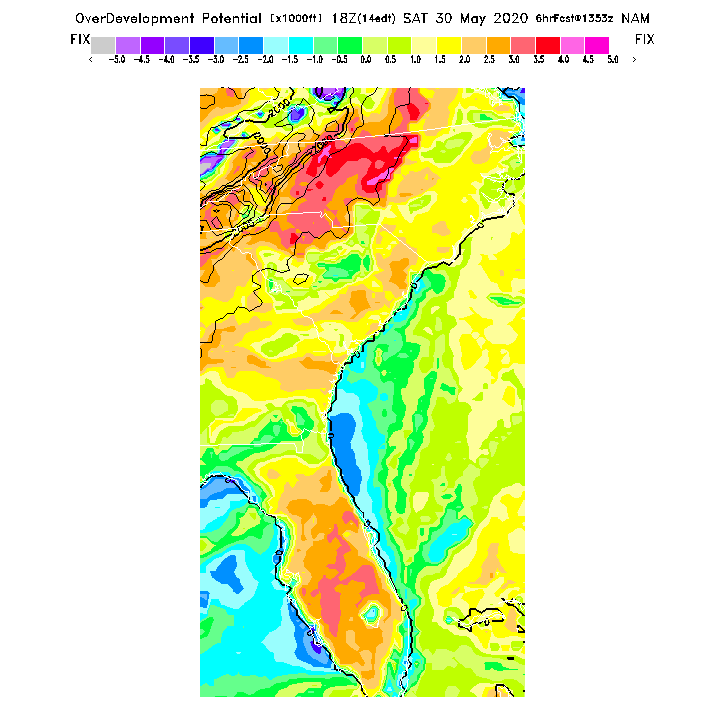 OverDevelopment Potential [x1000ft] 18Z(14edt) SAT 30 May 2020 6hrFcst@1353z NAM
FIX FIX
< -5.0 -4.5 -4.0 -3.5 -3.0 -2.5 -2.0 -1.5 -1.0 -0.5 0.0 0.5 1.0 1.5 2.0 2.5 3.0 3.5 4.0 4.5 5.0 >
2000